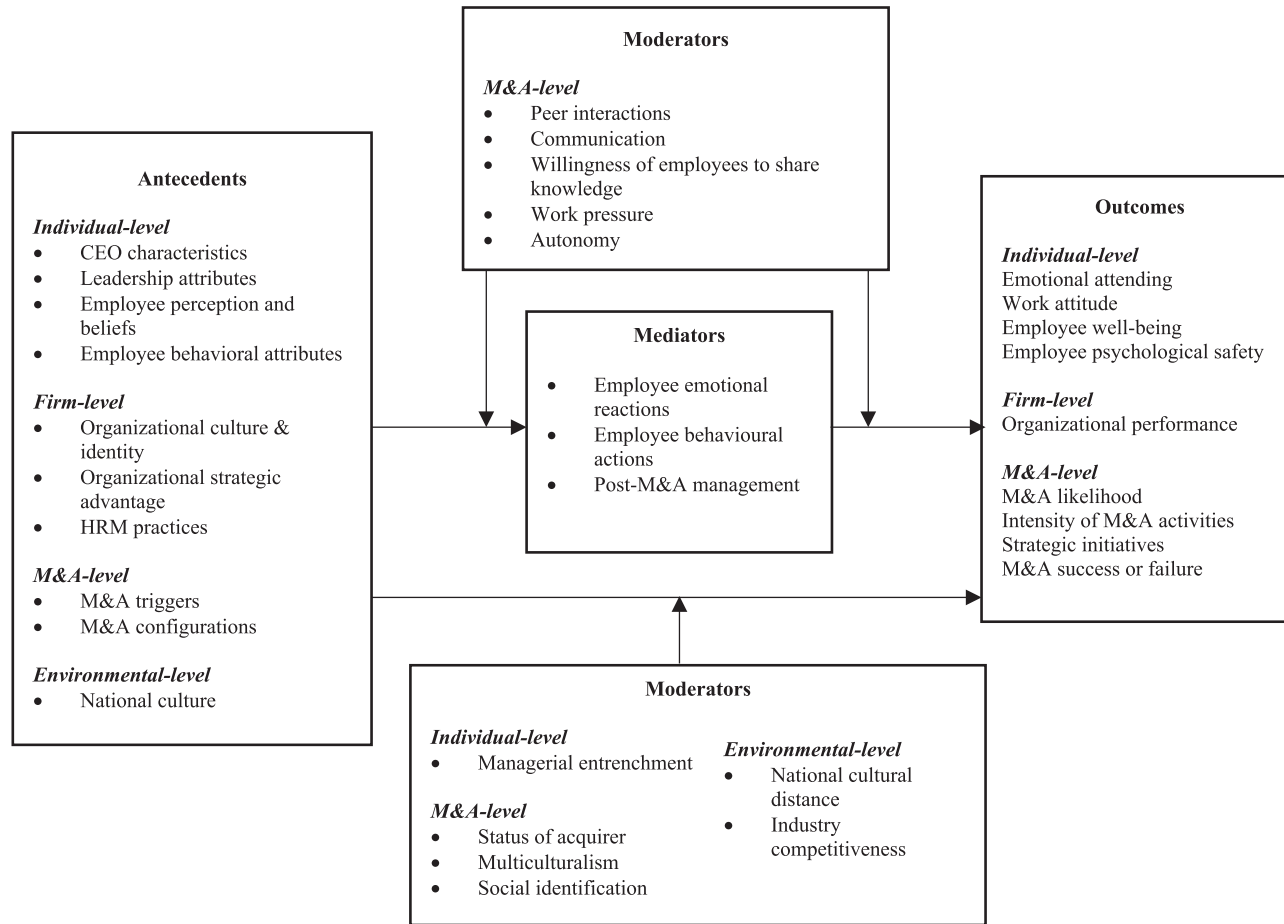 Moderators
M&A-level
• Peer interactions
• Communication
• Willingness of employees to share
knowledge
• Work pressure
• Autonomy
Antecedents
Individual-level
• CEO characteristics
• Leadership attributes
• Employee perception and
beliefs
• Employee behavioral attributes
Firm-level
• Organizational culture &
identity
• Organizational strategic
advantage
• HRM practices
M&A-level
• M&A triggers
• M&A configurations
Environmental-level
• National culture
Mediators
• Employee emotional
reactions
• Employee behavioural
actions
• Post-M&A management
Outcomes
Individual-level
Emotional attending
Work attitude
Employee well-being
Employee psychological safety
Firm-level
Organizational performance
M&A-level
M&A likelihood
Intensity of M&A activities
Strategic initiatives
M&A success or failure
Moderators
Individual-level
• Managerial entrenchment
M&A-level
• Status of acquirer
• Multiculturalism
• Social identification
Environmental-level
• National cultural
distance
• Industry
competitiveness